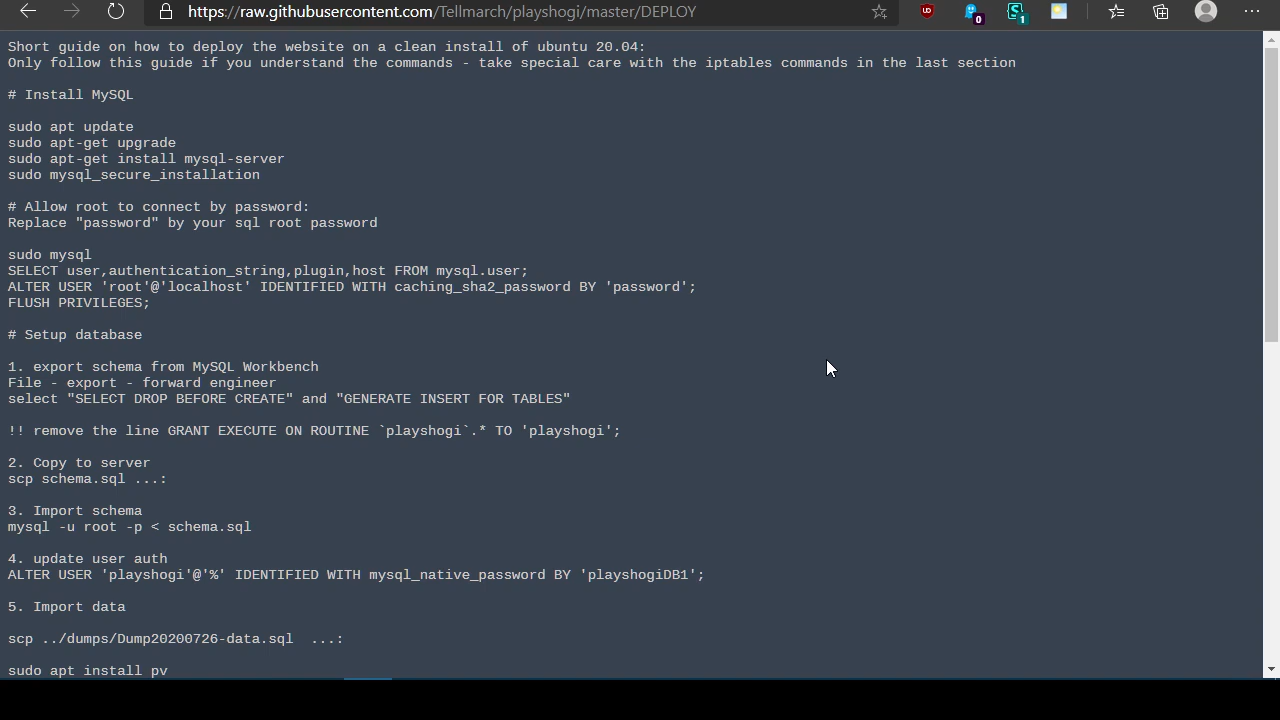 https://raw.githubusercontent.com/Tellmarch/playshogi/master/DEPLOY
0
1
Short guide on how to deploy the website on a clean install of ubuntu 20.04:
Only follow this guide if you understand the commands - take special care with the iptables commands in the last section
# Install MySQL
sudo apt update
sudo apt-get upgrade
sudo apt-get install mysql-server
sudo mysql_secure_installation
# Allow root to connect by password:
Replace "password" by your sql root password
sudo mysql
SELECT user,authentication_string,plugin,host FROM mysql.user;
ALTER USER 'root'@'localhost' IDENTIFIED WITH caching_sha2_password BY 'password';
FLUSH PRIVILEGES;
# Setup database
1. export schema from MySQL Workbench
File - export - forward engineer
select "SELECT DROP BEFORE CREATE" and "GENERATE INSERT FOR TABLES"
!! remove the line GRANT EXECUTE ON ROUTINE `playshogi`.* TO 'playshogi';
2. Copy to server
scp schema.sql ...:
3. Import schema
mysql -u root -p < schema.sql
4. update user auth
ALTER USER 'playshogi'@'%' IDENTIFIED WITH mysql_native_password BY 'playshogiDB1';
5. Import data
scp ../dumps/Dump20200726-data.sql  ...:
sudo apt install pv